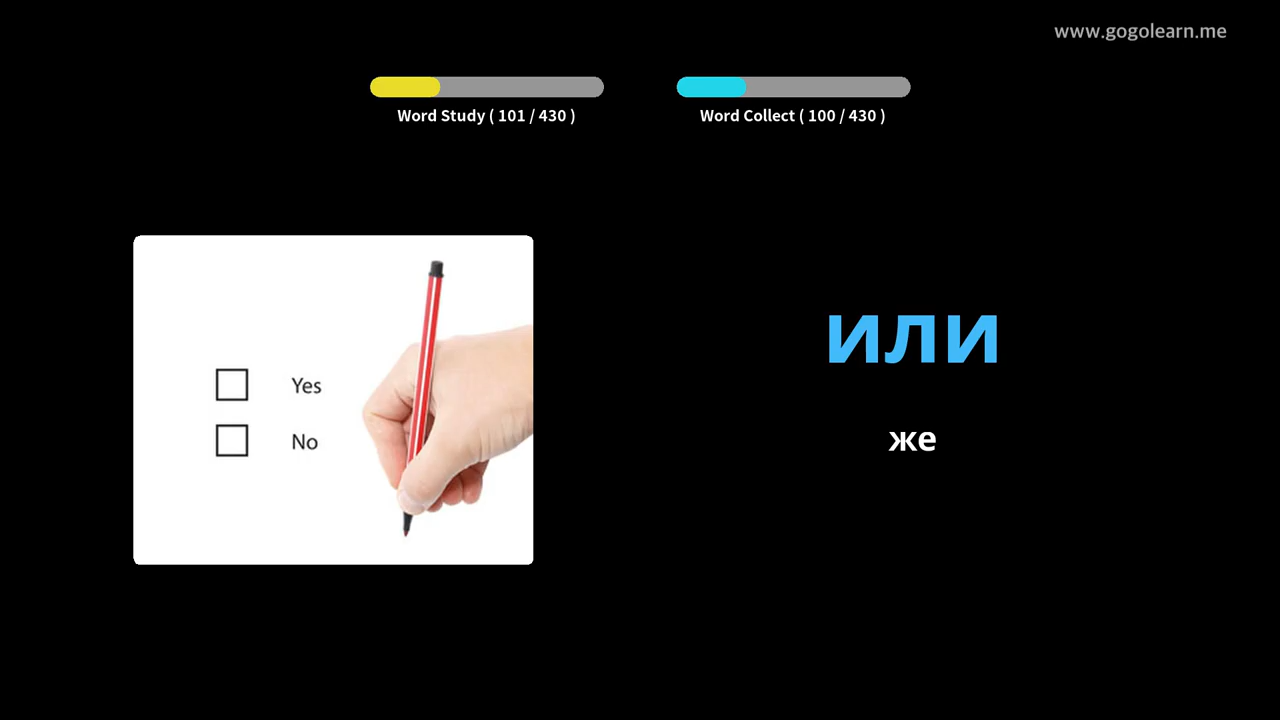 www.gogolearn.me
Word Study ( 101 / 430 )
Word Collect ( 100 / 430 )
Yes
No
или
же